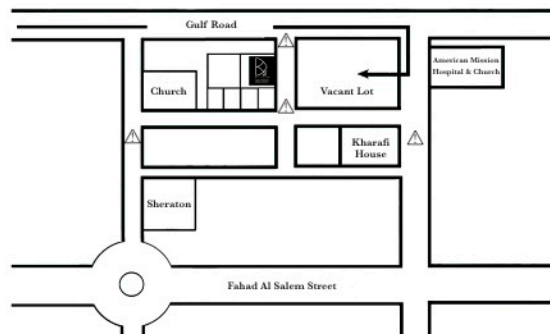 Gulf Road
American Mission
Hospital & Church
Church
Vacant Lot
Kharafi
House
Sheraton
Fahad Al Salem Street